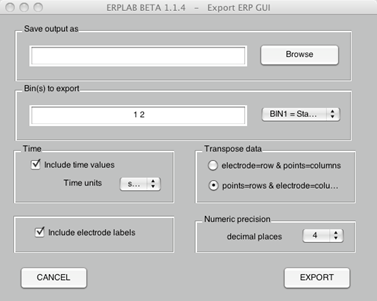 ERPLAB BETA 1.1.4 - Export ERP GUI
Save output as
Browse
Bin(s) to export
1 2
BIN1 = Sta...
Time
Include time values
Time units
s...
Transpose data
electrode=row & points=columns
points=rows & electrode=colu...
Include electrode labels
Numeric precision
decimal places
4
CANCEL
EXPORT